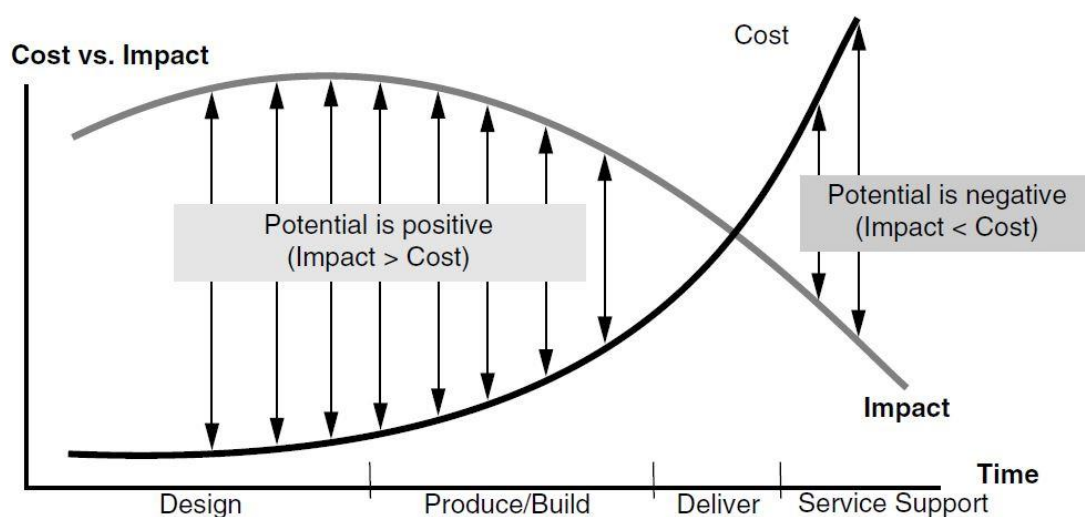 Cost vs. Impact
Cost
Potential is positive
(Impact > Cost)
Potential is negative
(Impact < Cost)
Impact
Time
Design
Produce/Build
Deliver
Service Support